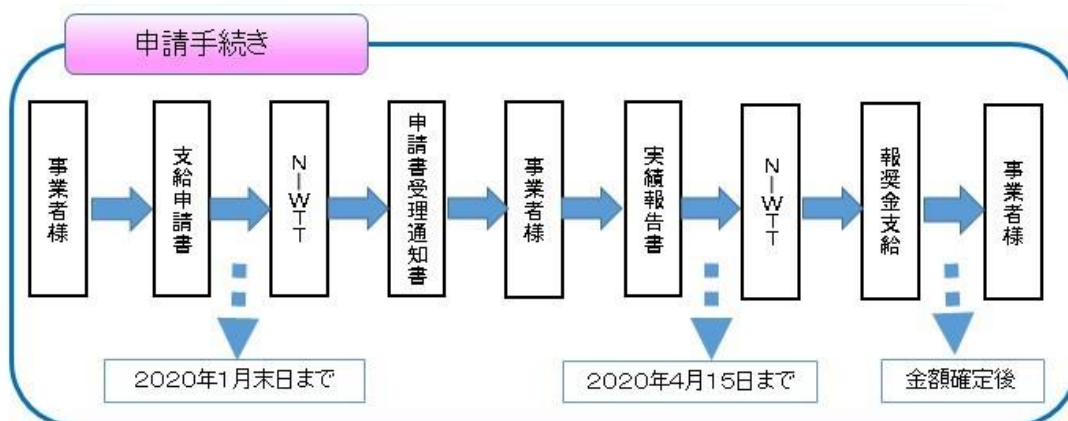 申請手続き
事業者様
支給申請書
NIWTT
申請書受理通知書
事業者様
実績報告書
NIWTT
報奨金支給
事業者様
2020年1月末日まで
2020年4月15日まで
金額確定後